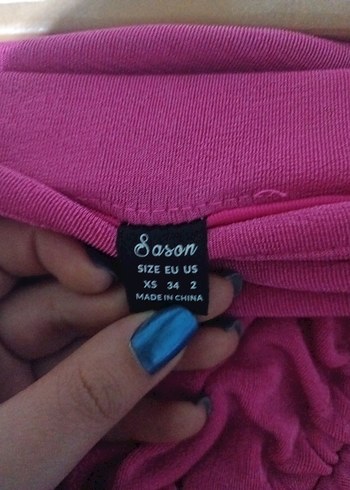 Sason
SIZE EU US
XS 34 2
MADE IN CHINA